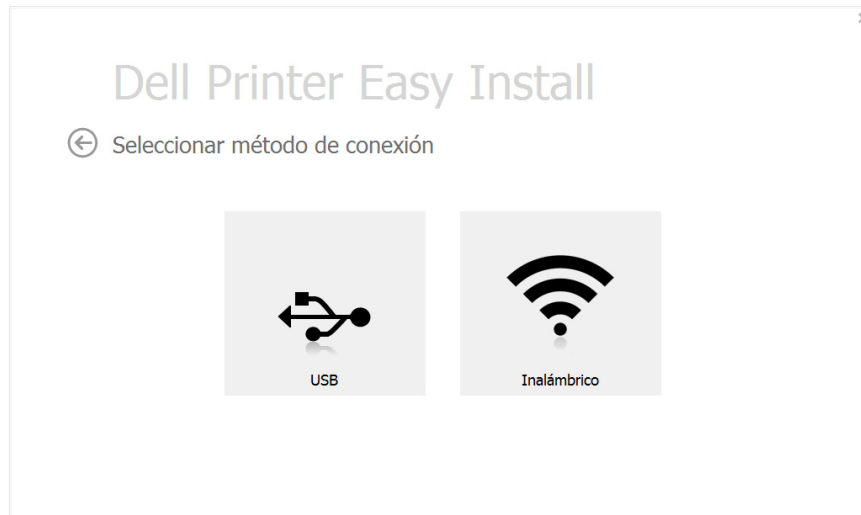 Dell Printer Easy Install
Seleccionar método de conexión
USB
Inalámbrico